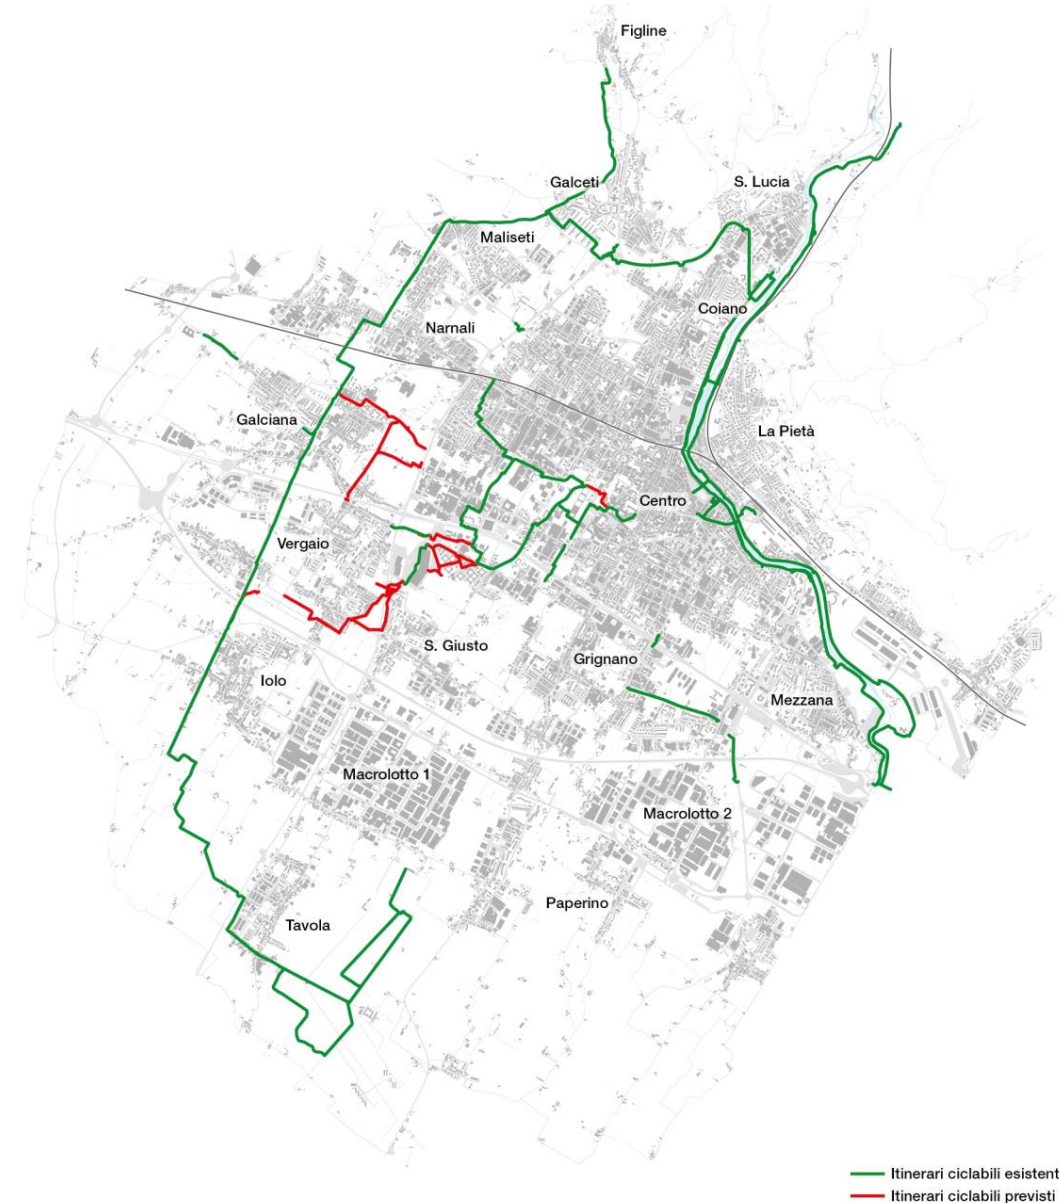 Figline
Galceti
S. Lucia
Maliseti
Coiano
Narnali
Galciana
La Pietà
Centro
Vergaio
S. Giusto
Grignano
Iolo
Mezzana
Macrolotto 1
Macrolotto 2
Paperino
Tavola
Itinerari ciclabili esistent
Itinerari ciclabili previsti